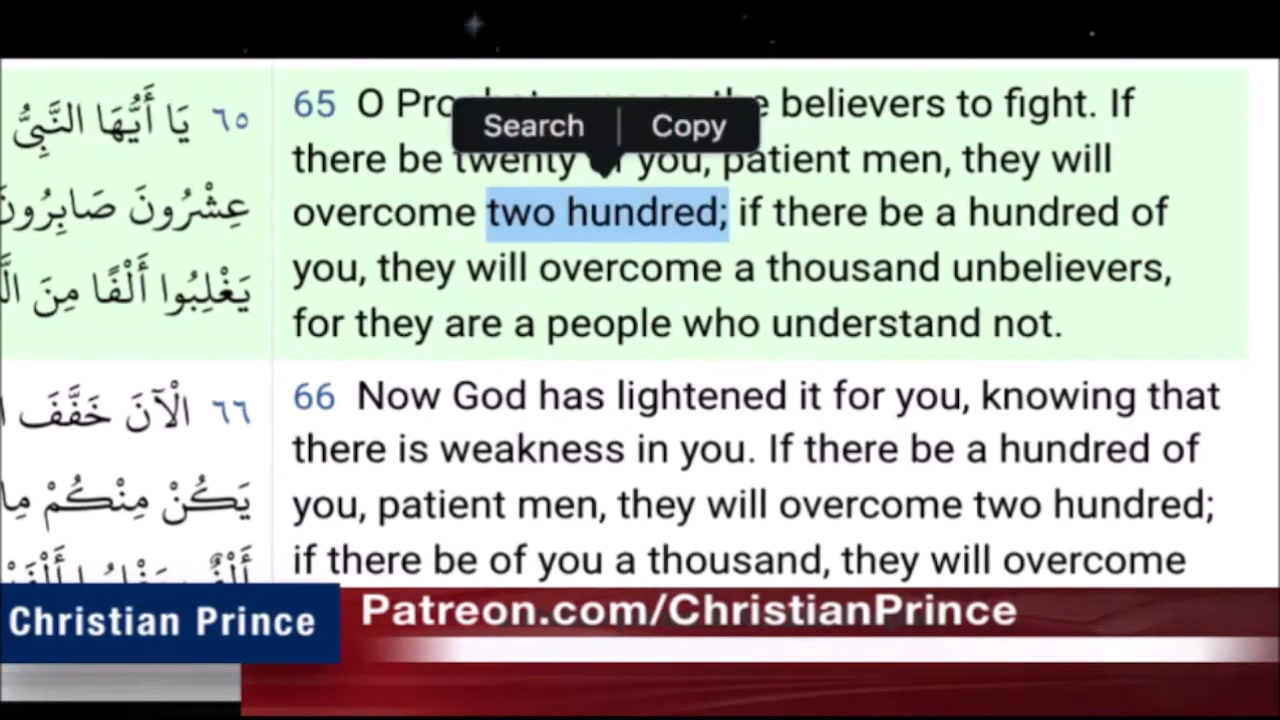 ٦٥ يَا أَيُّهَا النَّبِيُّ
عِشْرُونَ صَابِرُونَ
يَغْلِبُوا أَلْفًا مِنَ
65 O the believers to fight. If
Search Copy
there be twenty of you, patient men, they will
overcome two hundred; if there be a hundred of
you, they will overcome a thousand unbelievers,
for they are a people who understand not.
٦٦ الْآنَ خَفَّفَ
يَكُنْ مِنْكُمْ
66 Now God has lightened it for you, knowing that
there is weakness in you. If there be a hundred of
you, patient men, they will overcome two hundred;
if there be of you a thousand, they will overcome
Christian Prince
Patreon.com/ChristianPrince